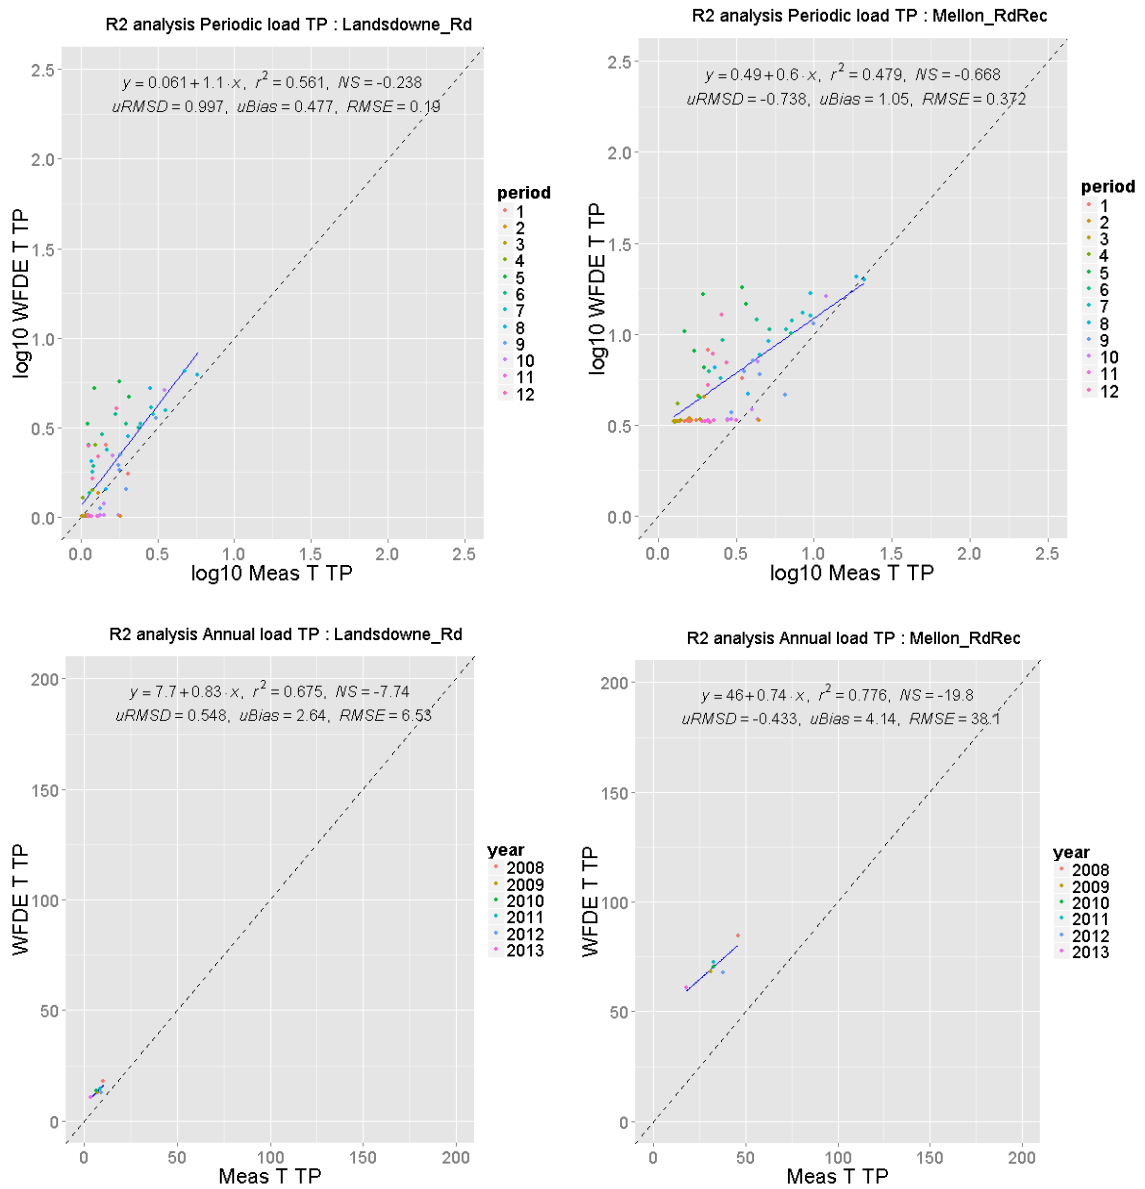 R2 analysis Periodic load TP : Landsdowne_Rd
y = 0.061+1.1·x, r² = 0.561, NS = -0.238
uRMSD = 0.997, uBias = 0.477, RMSE = 0.19
2.5
2.0
1.5
1.0
0.5
0.0
log10 WFDE T TP
0.0 0.5 1.0 1.5 2.0 2.5
log10 Meas T TP
period
1
2
3
4
5
6
7
8
9
10
11
12
R2 analysis Periodic load TP : Mellon_RdRec
y = 0.49+0.6·x, r² = 0.479, NS = -0.668
uRMSD = -0.738, uBias = 1.05, RMSE = 0.372
2.5
2.0
1.5
1.0
0.5
0.0
log10 WFDE T TP
0.0 0.5 1.0 1.5 2.0 2.5
log10 Meas T TP
period
1
2
3
4
5
6
7
8
9
10
11
12
R2 analysis Annual load TP : Landsdowne_Rd
y = 7.7+0.83·x, r² = 0.675, NS = -7.74
uRMSD = 0.548, uBias = 2.64, RMSE = 6.53
200
150
100
50
0
WFDE T TP
0 50 100 150 200
Meas T TP
year
2008
2009
2010
2011
2012
2013
R2 analysis Annual load TP : Mellon_RdRec
y = 46+0.74·x, r² = 0.776, NS = -19.8
uRMSD = -0.433, uBias = 4.14, RMSE = 38.1
200
150
100
50
0
WFDE T TP
0 50 100 150 200
Meas T TP
year
2008
2009
2010
2011
2012
2013